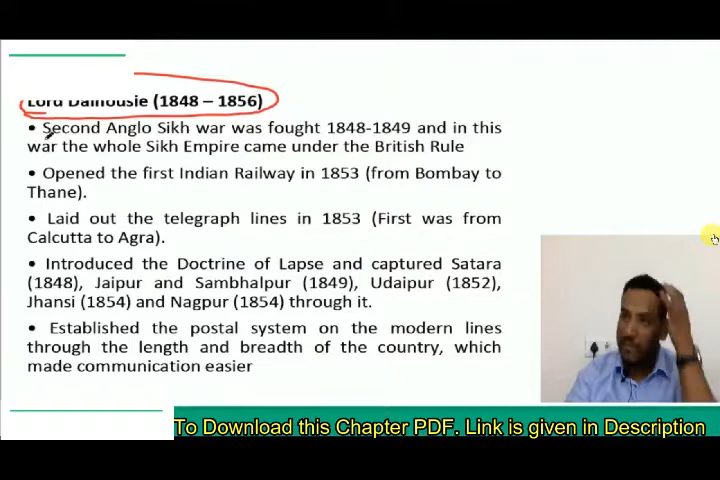 Lord Dalhousie (1848 – 1856)
• Second Anglo Sikh war was fought 1848-1849 and in this
war the whole Sikh Empire came under the British Rule
• Opened the first Indian Railway in 1853 (from Bombay to
Thane).
• Laid out the telegraph lines in 1853 (First was from
Calcutta to Agra).
• Introduced the Doctrine of Lapse and captured Satara
(1848), Jaipur and Sambhalpur (1849), Udaipur (1852),
Jhansi (1854) and Nagpur (1854) through it.
• Established the postal system on the modern lines
through the length and breadth of the country, which
made communication easier
To Download this Chapter PDF. Link is given in Description